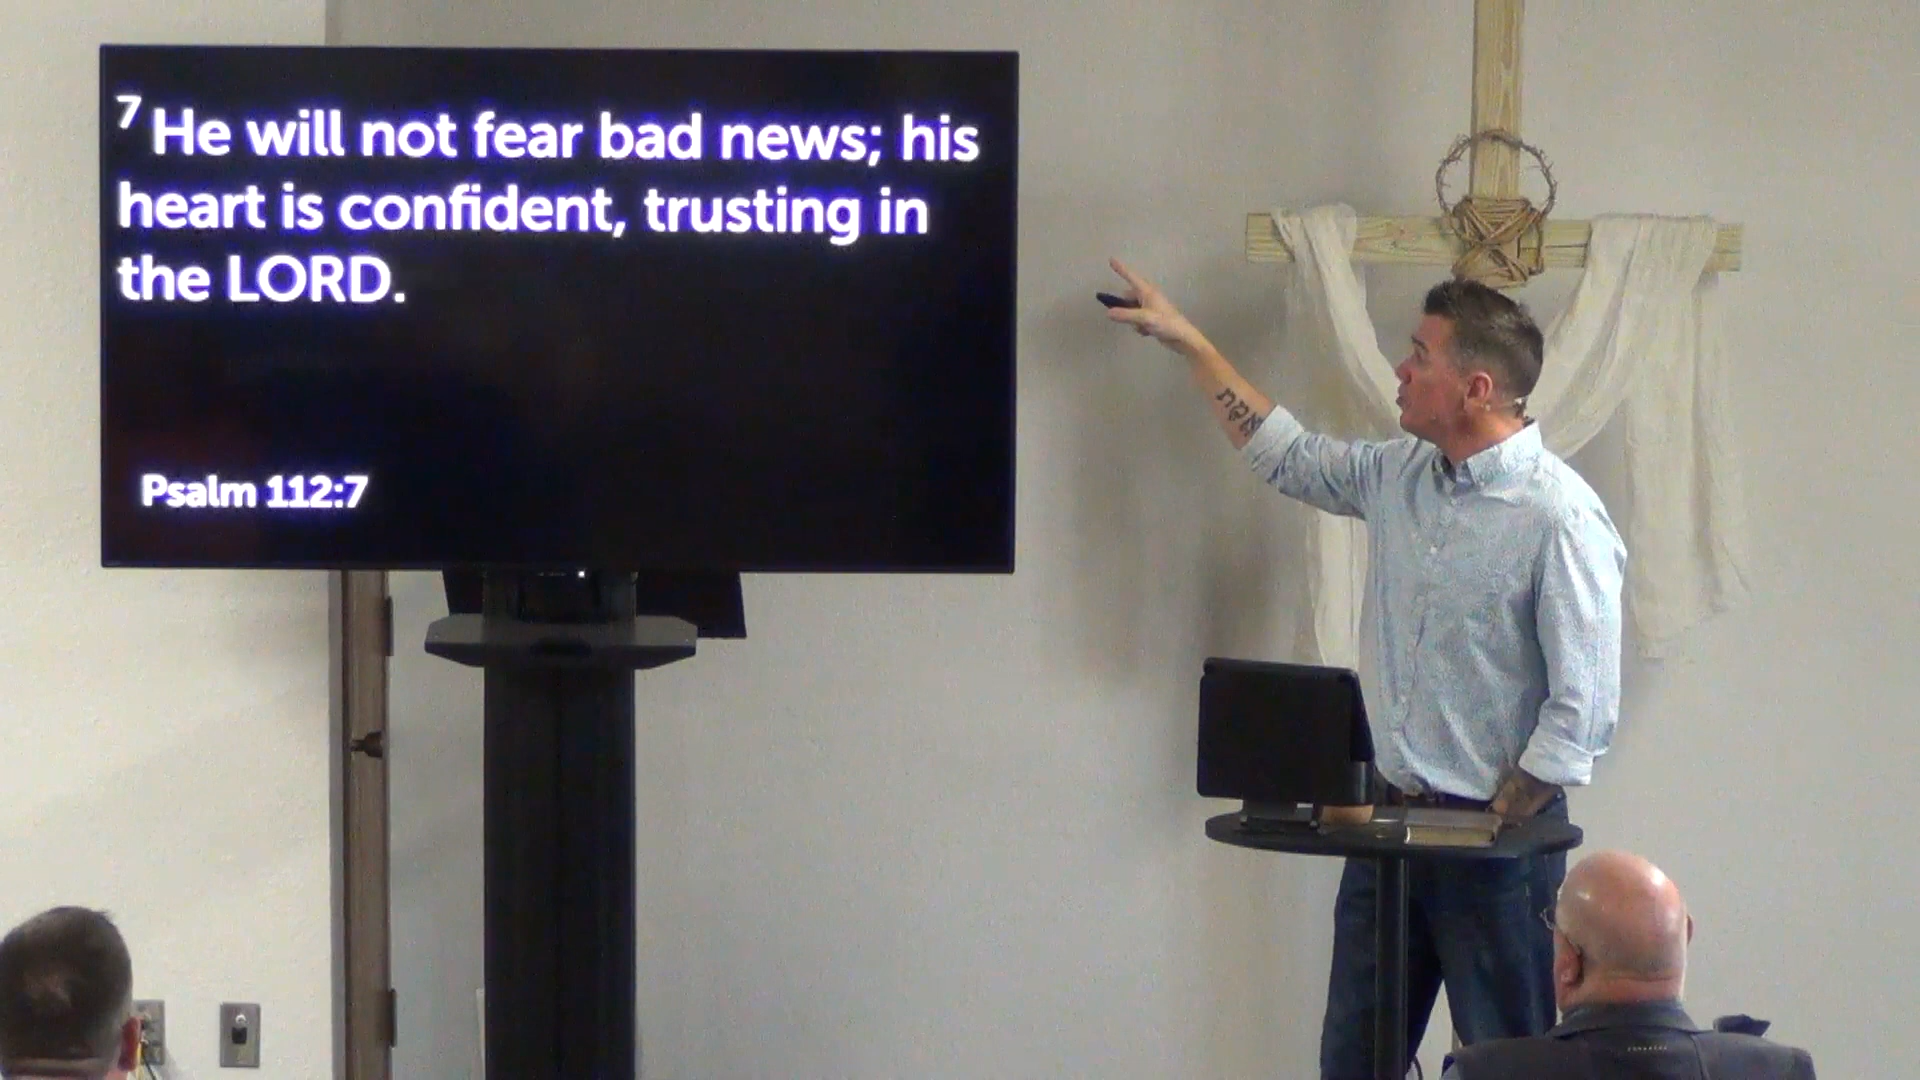 7 He will not fear bad news; his
heart is confident, trusting in
the LORD.
Psalm 112:7